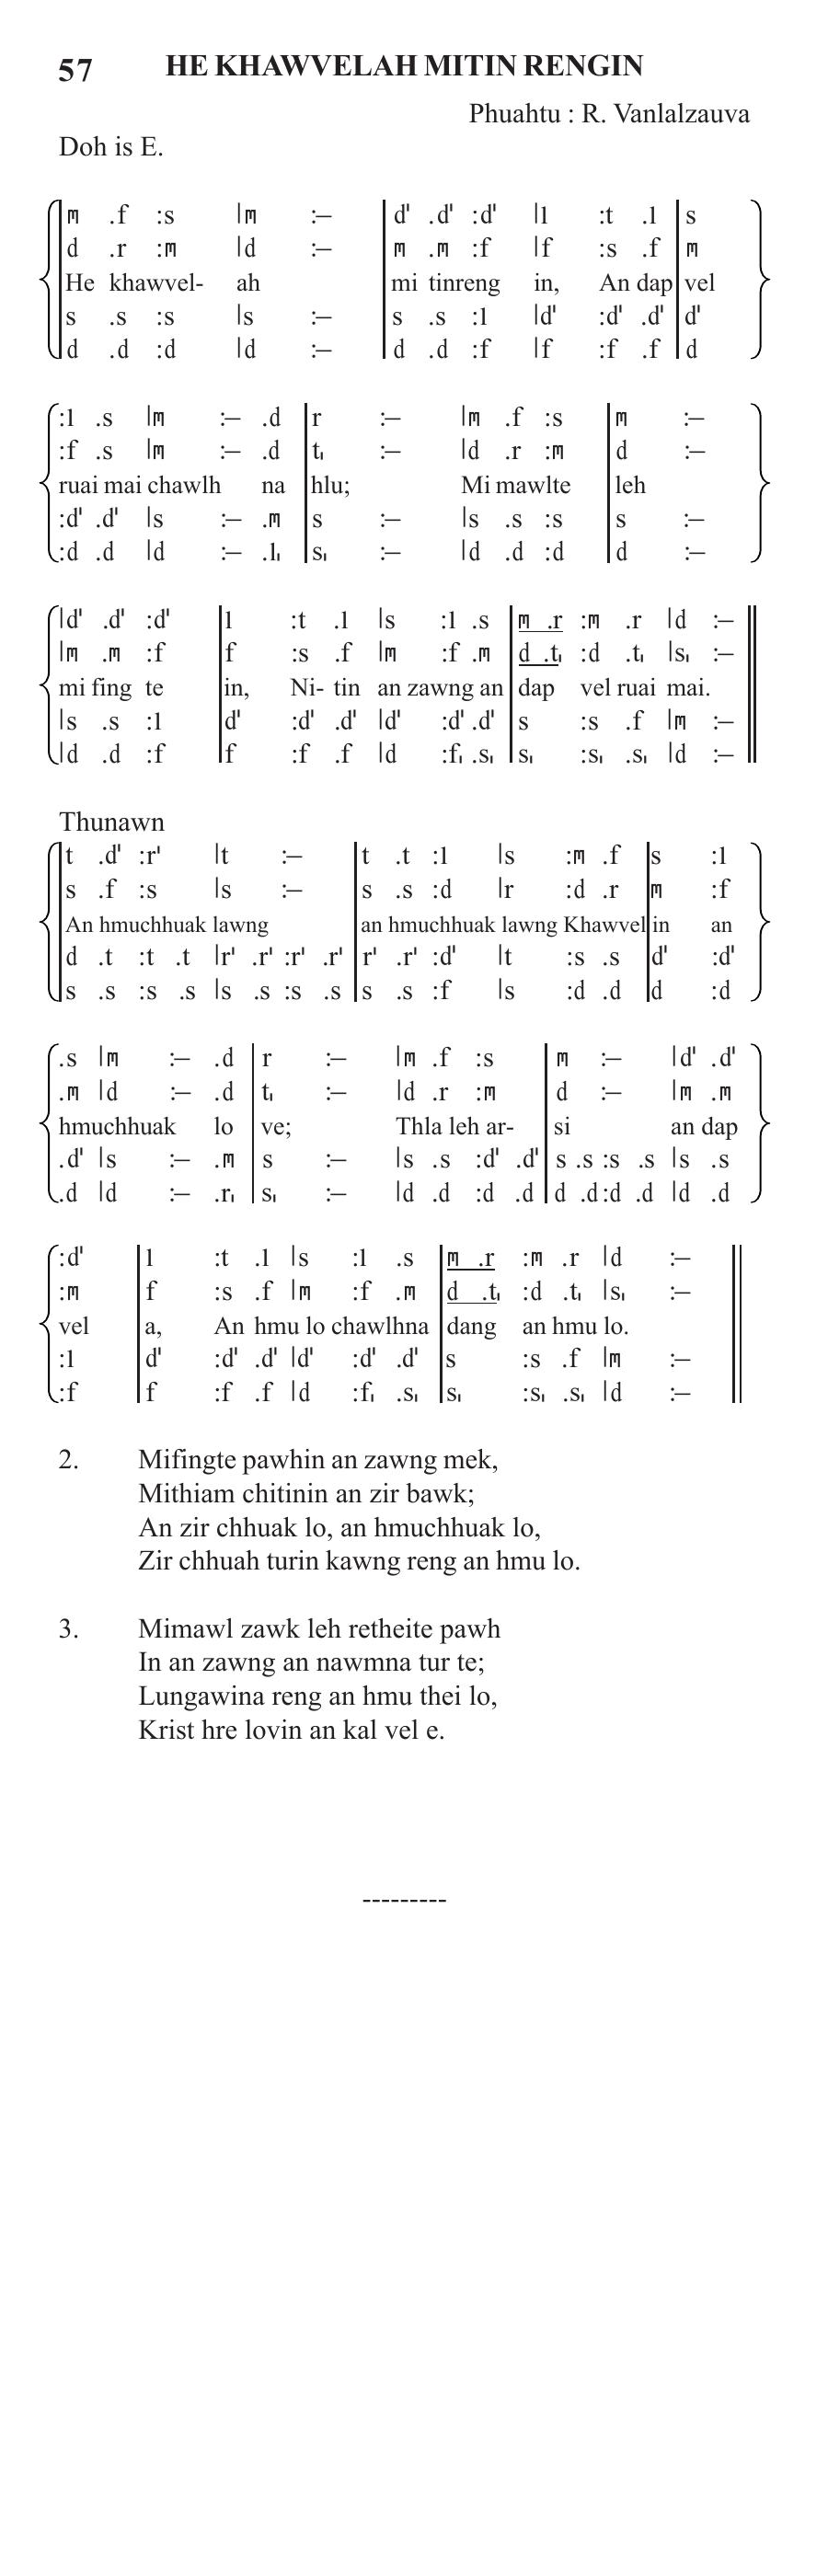 57 HE KHAWVELAH MITIN RENGIN
Phuahtu : R. Vanlalzauva
Doh is E.
m .f :s |m :– | d' .d' :d' |l :t .l | s
d .r :m |d :– | m .m :f |f :s .f | m
He khawvel- ah mi tinreng in, An dap vel
s .s :s |s :– | s .s :l |d' :d' .d' | d'
d .d :d |d :– | d .d :f |f :f .f | d
:l .s |m :– .d | r :– |m .f :s | m :–
:f .s |m :– .d | t, :– |d .r :m | d :–
ruai mai chawlh na hlu; Mi mawlte leh
:d' .d' |s :– .m | s :– |s .s :s | s :–
:d .d |d :– .l, | s, :– |d .d :d | d :–
|d' .d' :d' | l :t .l |s :l .s | m .r :m .r |d :– ||
|m .m :f | f :s .f |m :f .m | d .t, :d .t, |s, :– ||
mi fing te in, Ni- tin an zawng an dap vel ruai mai.
|s .s :l | d' :d' .d' |d' :d' .d' | s :s .f |m :– ||
|d .d :f | f :f .f |d :f, .s, | s, :s, .s, |d :– ||
Thunawn
t .d' :r' |t :– | t .t :l |s :m .f | s :l
s .f :s |s :– | s .s :d |r :d .r | m :f
An hmuchhuak lawng an hmuchhuak lawng Khawvel in an
d .t :t .t |r' .r' :r' .r' | r' .r' :d' |t :s .s | d' :d'
s .s :s .s |s .s :s .s | s .s :f |s :d .d | d :d
.s |m :– .d | r :– |m .f :s | m :– |d' .d'
.m |d :– .d | t, :– |d .r :m | d :– |m .m
hmuchhuak lo ve; Thla leh ar- si an dap
.d' |s :– .m | s :– |s .s :d' .d' | s .s :s .s |s .s
.d |d :– .r, | s, :– |d .d :d .d | d .d :d .d |d .d
:d' | l :t .l |s :l .s | m .r :m .r |d :– ||
:m | f :s .f |m :f .m | d .t, :d .t, |s, :– ||
vel a, An hmu lo chawlhna dang an hmu lo.
:l | d' :d' .d' |d' :d' .d' | s :s .f |m :– ||
:f | f :f .f |d :f, .s, | s, :s, .s, |d :– ||
2. Mifingte pawhin an zawng mek,
Mithiam chitinin an zir bawk;
An zir chhuak lo, an hmuchhuak lo,
Zir chhuah turin kawng reng an hmu lo.
3. Mimawl zawk leh retheite pawh
In an zawng an nawmna tur te;
Lungawina reng an hmu thei lo,
Krist hre lovin an kal vel e.
---------